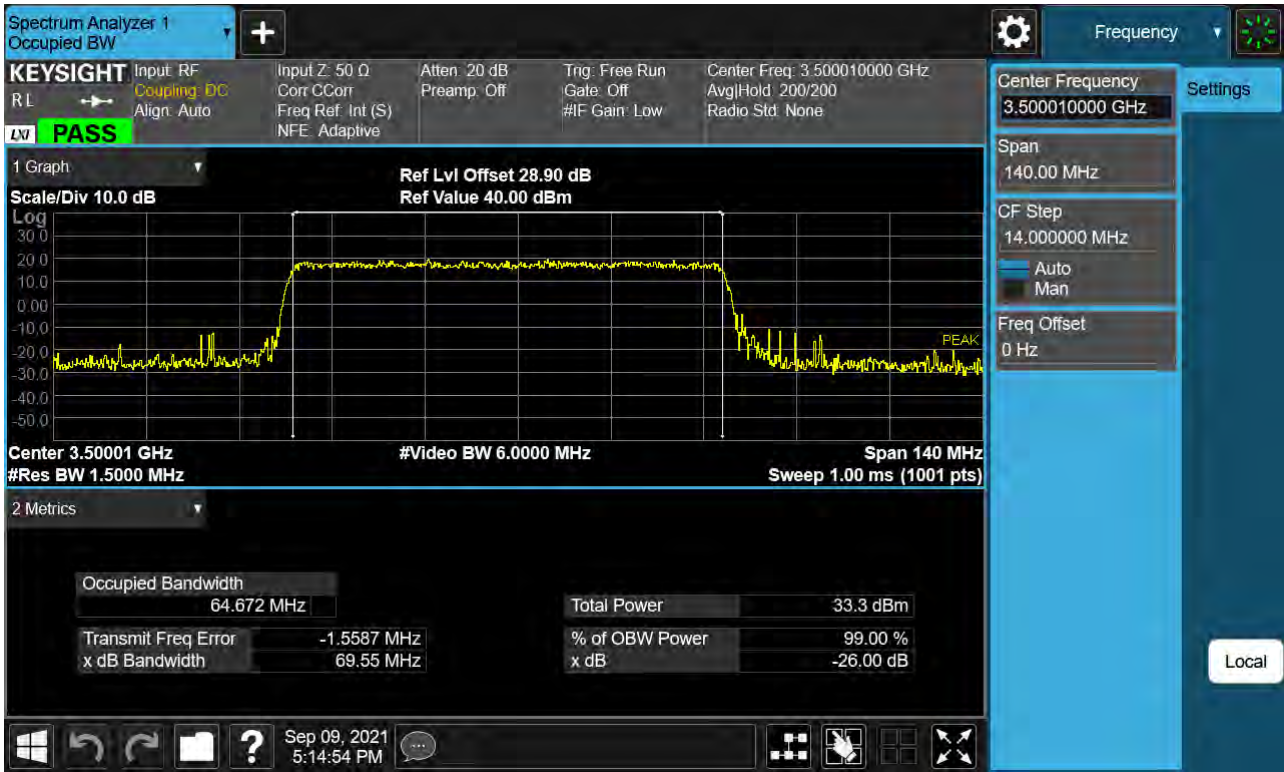 Spectrum Analyzer 1
Occupied BW
Frequency
KEYSIGHT
Input: RF
Coupling: DC
Align: Auto
Input Z: 50 Ω
Corr CCorr
Freq Ref: Int (S)
NFE: Adaptive
Atten: 20 dB
Preamp: Off
Trig: Free Run
Gate: Off
#IF Gain: Low
Center Freq: 3.500010000 GHz
Avg|Hold: 200/200
Radio Std: None
RL
LXI
PASS
Center Frequency
3.500010000 GHz
Settings
Span
140.00 MHz
CF Step
14.000000 MHz
Auto
Man
Freq Offset
0 Hz
Local
1 Graph
Scale/Div 10.0 dB
Ref Lvl Offset 28.90 dB
Ref Value 40.00 dBm
Log
30.0
20.0
10.0
0.00
-10.0
-20.0
-30.0
-40.0
-50.0
PEAK
Center 3.50001 GHz
#Video BW 6.0000 MHz
Span 140 MHz
#Res BW 1.5000 MHz
Sweep 1.00 ms (1001 pts)
2 Metrics
Occupied Bandwidth
64.672 MHz
Total Power 33.3 dBm
Transmit Freq Error -1.5587 MHz
% of OBW Power 99.00 %
x dB Bandwidth 69.55 MHz
x dB -26.00 dB
?
Sep 09, 2021
5:14:54 PM